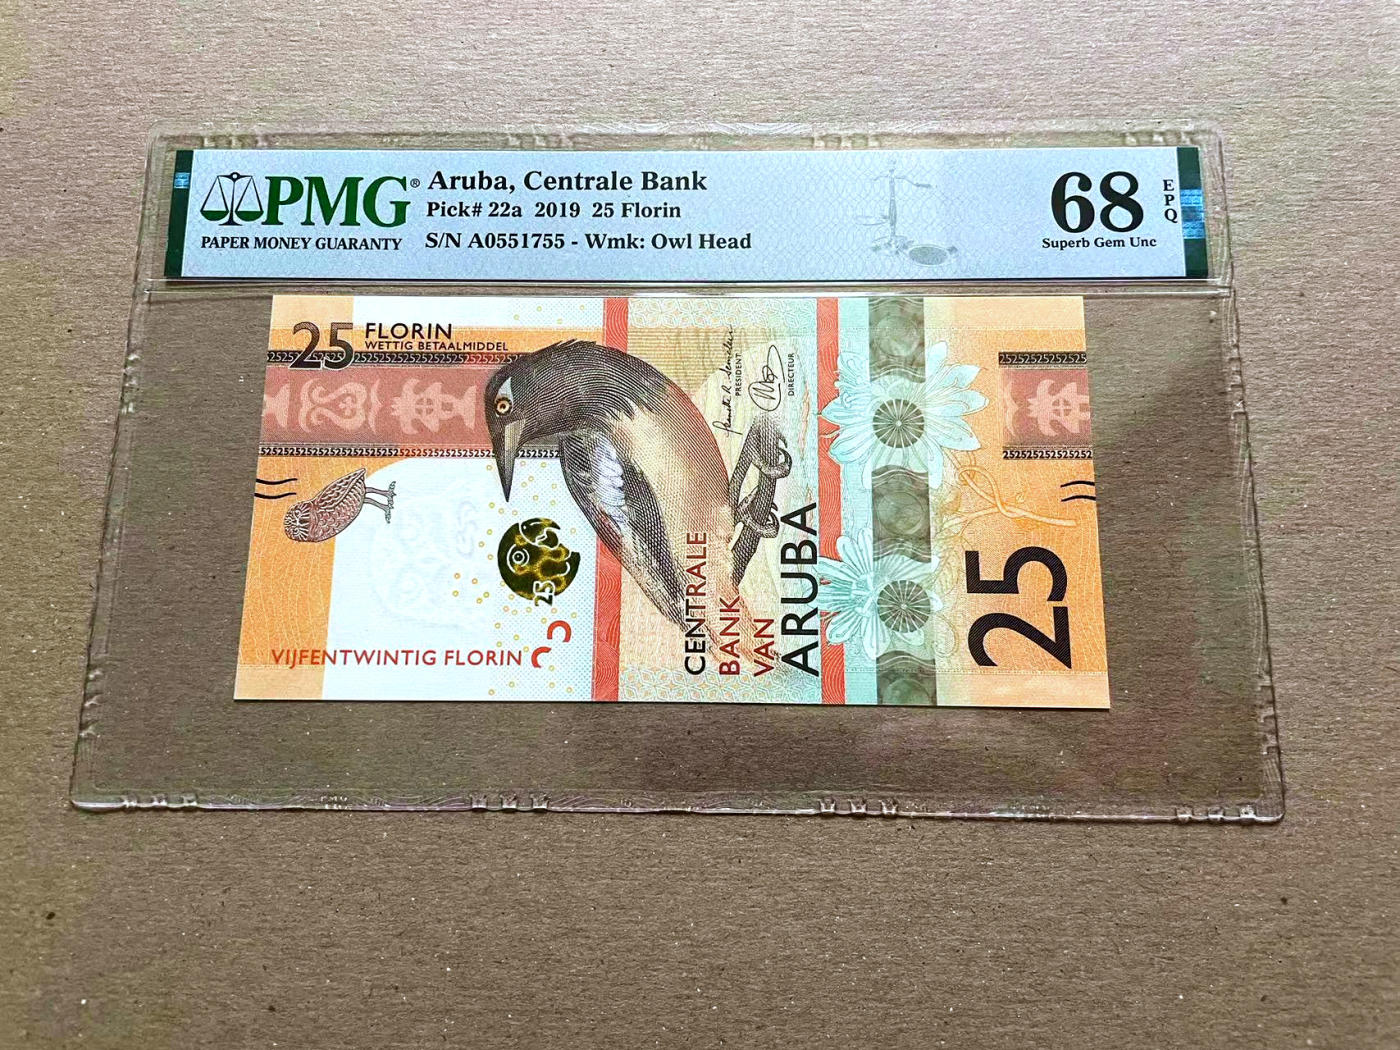 PMG®
PAPER MONEY GUARANTY
Aruba, Centrale Bank
Pick# 22a 2019 25 Florin
S/N A0551755 - Wmk: Owl Head
68
EPQ
Superb Gem Unc
25 FLORIN
WETTIG BETAALMIDDEL
PRESIDENT
DIRECTEUR
25
VIJFENTWINTIG FLORIN
CENTRALE
BANK
VAN
ARUBA
25